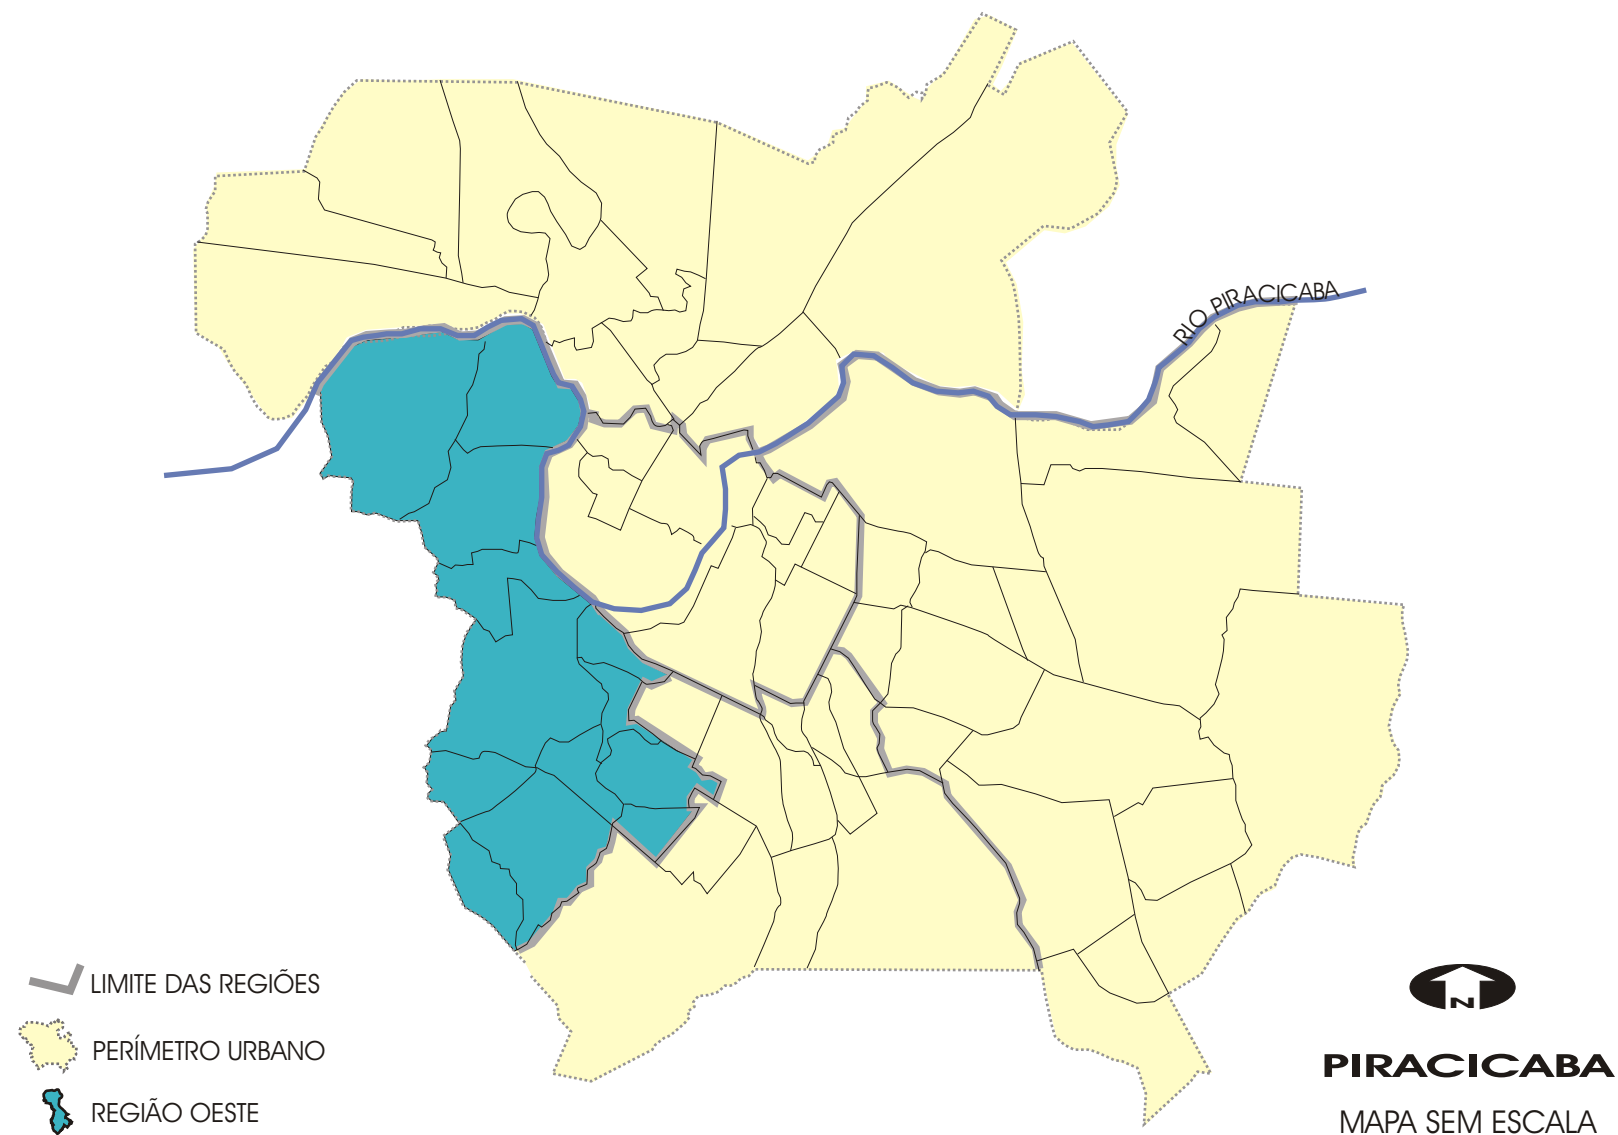 RIO PIRACICABA
LIMITE DAS REGIÕES
PERÍMETRO URBANO
REGIÃO OESTE
N
PIRACICABA
MAPA SEM ESCALA